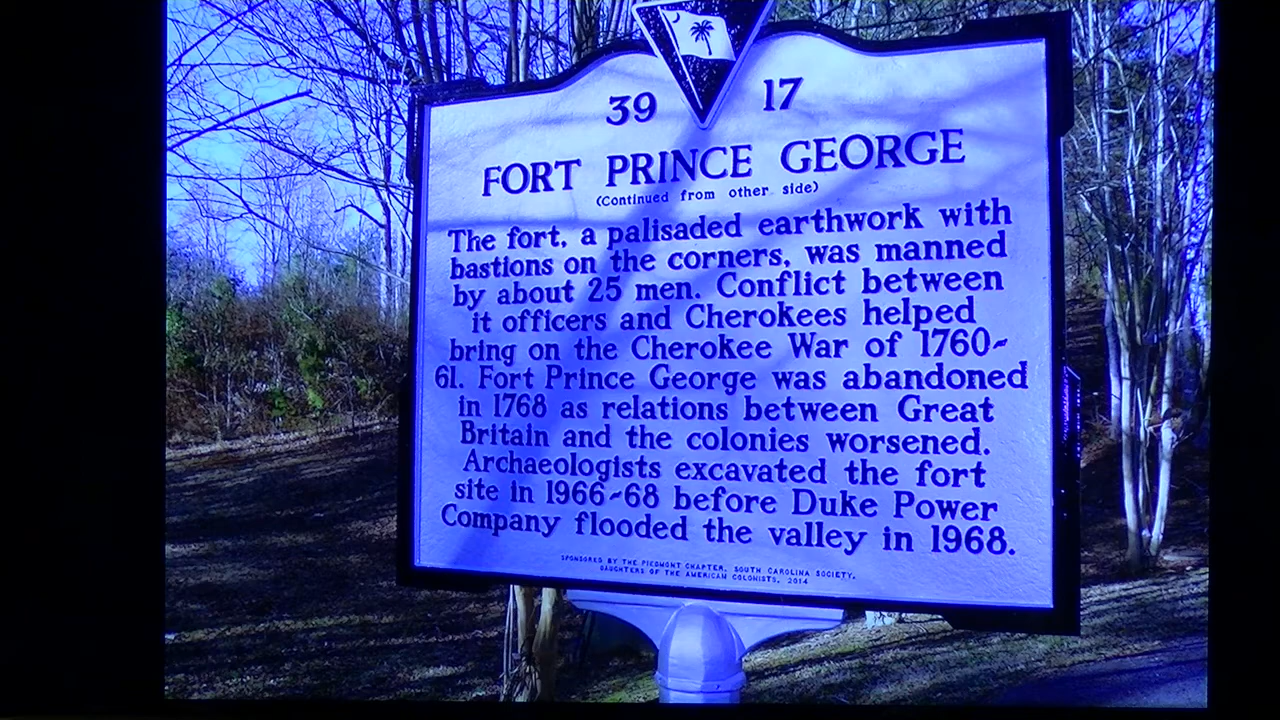 39 17
FORT PRINCE GEORGE
(Continued from other side)
The fort, a palisaded earthwork with
bastions on the corners, was manned
by about 25 men. Conflict between
it officers and Cherokees helped
bring on the Cherokee War of 1760-
61. Fort Prince George was abandoned
in 1768 as relations between Great
Britain and the colonies worsened.
Archaeologists excavated the fort
site in 1966-68 before Duke Power
Company flooded the valley in 1968.
SPONSORED BY THE PIEDMONT CHAPTER, SOUTH CAROLINA SOCIETY,
DAUGHTERS OF THE AMERICAN COLONISTS, 2014